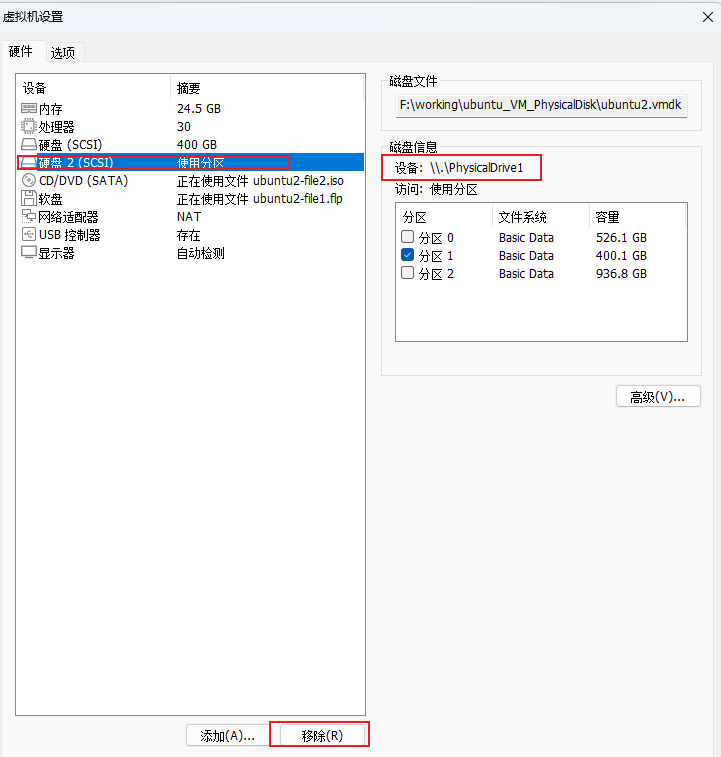 虚拟机设置
硬件 选项
设备 摘要
内存 24.5 GB
处理器 30
硬盘 (SCSI) 400 GB
硬盘 2 (SCSI) 使用分区
CD/DVD (SATA) 正在使用文件 ubuntu2-file2.iso
软盘 正在使用文件 ubuntu2-file1.flp
网络适配器 NAT
USB 控制器 存在
显示器 自动检测
添加(A)... 移除(R)
磁盘文件
F:\working\ubuntu_VM_PhysicalDisk\ubuntu2.vmdk
磁盘信息
设备: \\.\PhysicalDrive1
访问: 使用分区
分区 文件系统 容量
分区 0 Basic Data 526.1 GB
分区 1 Basic Data 400.1 GB
分区 2 Basic Data 936.8 GB
高级(V)...